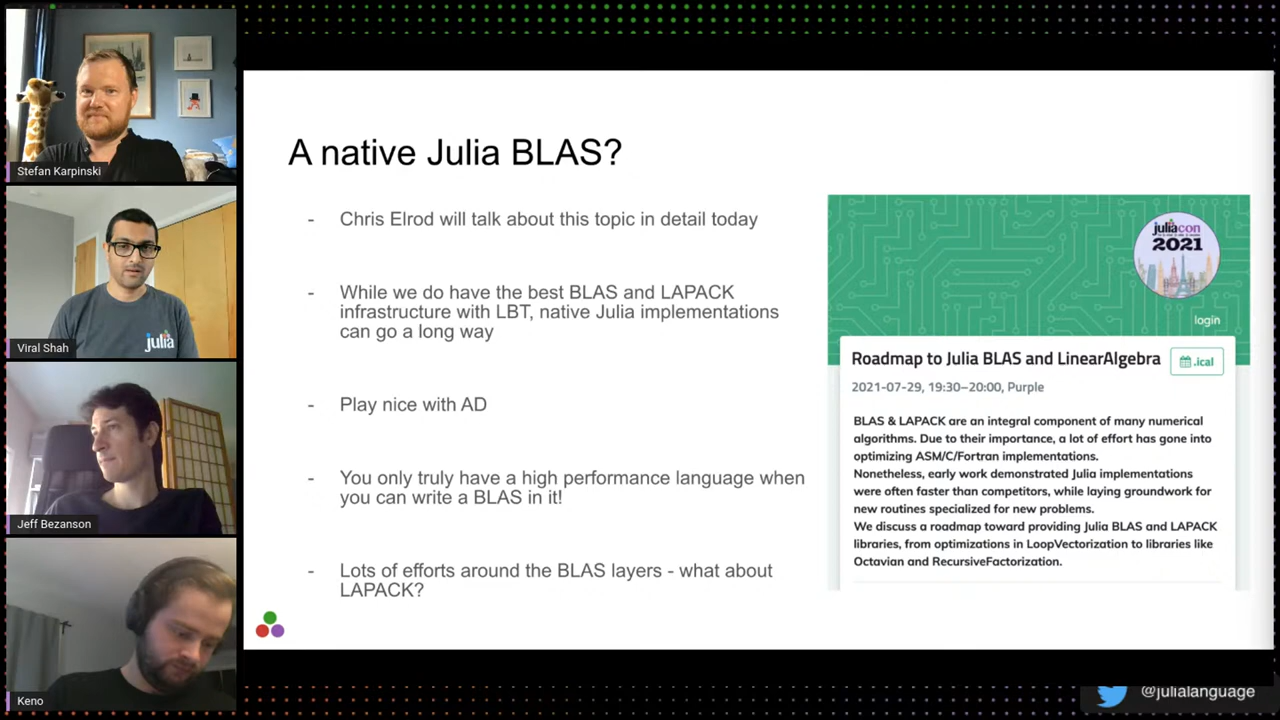 Stefan Karpinski
Viral Shah
julia
Jeff Bezanson
Keno
A native Julia BLAS?
- Chris Elrod will talk about this topic in detail today
- While we do have the best BLAS and LAPACK
infrastructure with LBT, native Julia implementations
can go a long way
- Play nice with AD
- You only truly have a high performance language when
you can write a BLAS in it!
- Lots of efforts around the BLAS layers - what about
LAPACK?
juliacon
2021
login
Roadmap to Julia BLAS and LinearAlgebra
.ical
2021-07-29, 19:30–20:00, Purple
BLAS & LAPACK are an integral component of many numerical
algorithms. Due to their importance, a lot of effort has gone into
optimizing ASM/C/Fortran implementations.
Nonetheless, early work demonstrated Julia implementations
were often faster than competitors, while laying groundwork for
new routines specialized for new problems.
We discuss a roadmap toward providing Julia BLAS and LAPACK
libraries, from optimizations in LoopVectorization to libraries like
Octavian and RecursiveFactorization.
@julialanguage